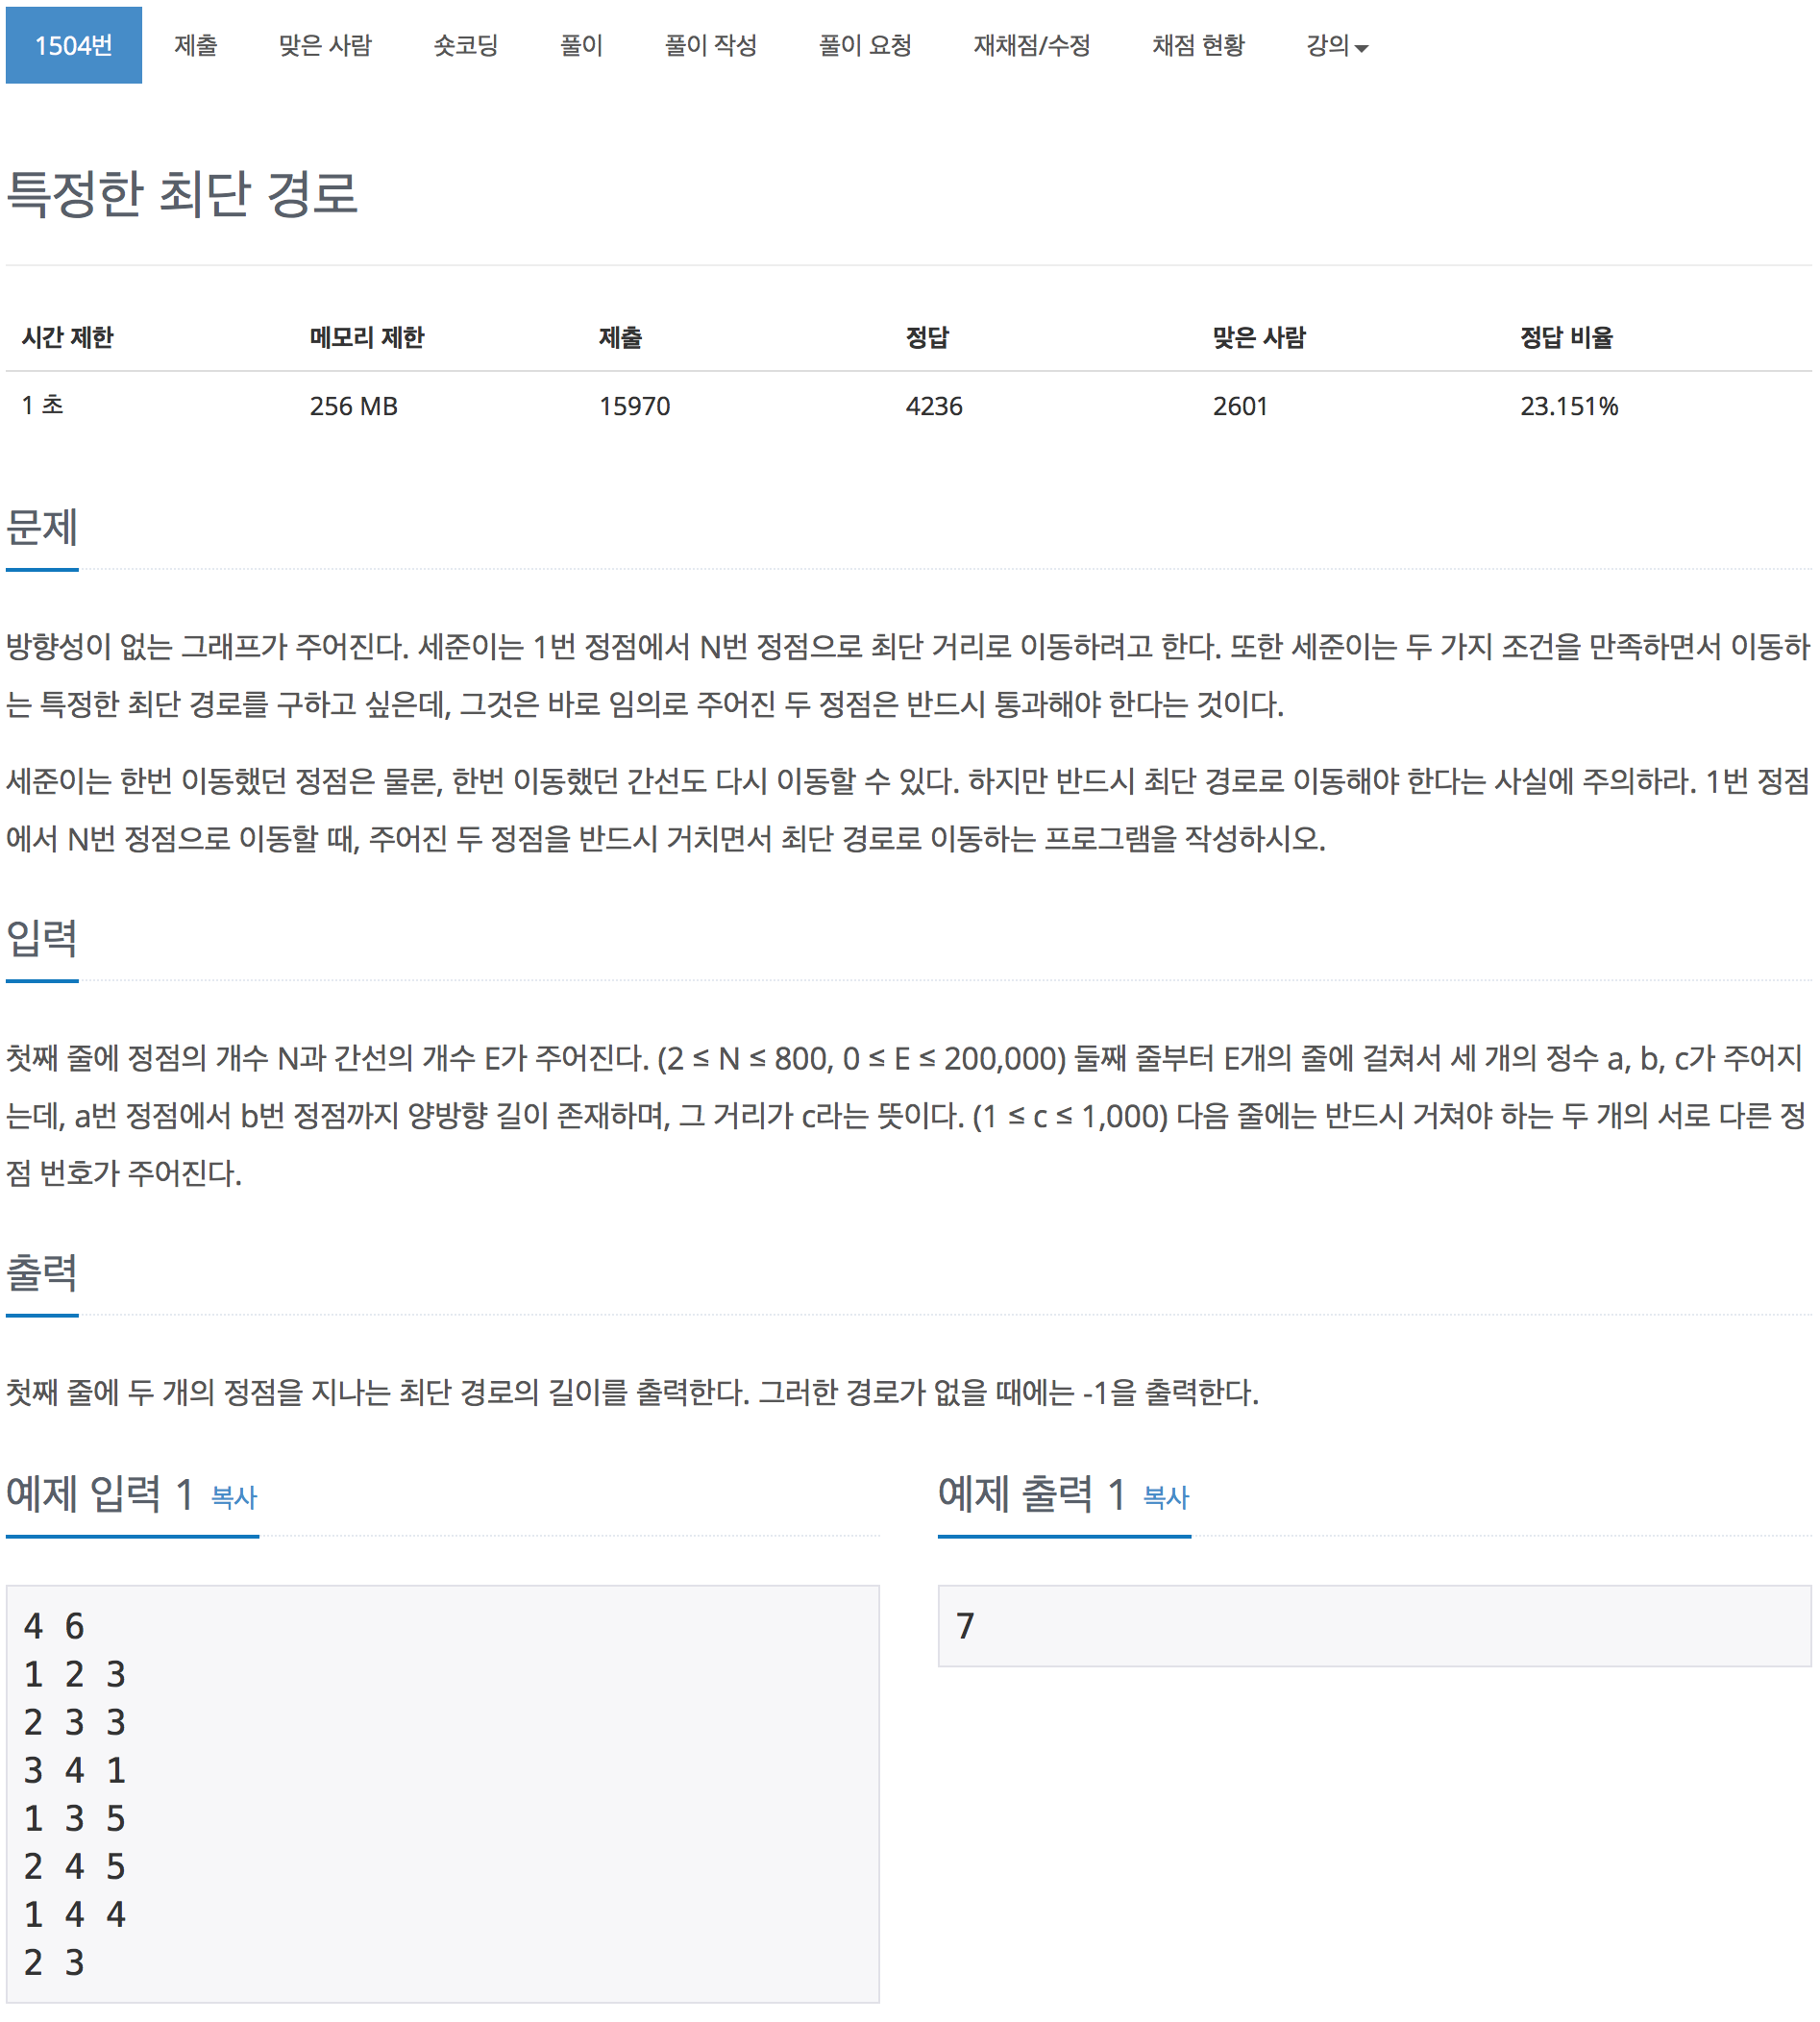 1504번 제출 맞은 사람 숏코딩 풀이 풀이 작성 풀이 요청 재채점/수정 채점 현황 강의
특정한 최단 경로
시간 제한 메모리 제한 제출 정답 맞은 사람 정답 비율
1 초 256 MB 15970 4236 2601 23.151%
문제
방향성이 없는 그래프가 주어진다. 세준이는 1번 정점에서 N번 정점으로 최단 거리로 이동하려고 한다. 또한 세준이는 두 가지 조건을 만족하면서 이동하
는 특정한 최단 경로를 구하고 싶은데, 그것은 바로 임의로 주어진 두 정점은 반드시 통과해야 한다는 것이다.
세준이는 한번 이동했던 정점은 물론, 한번 이동했던 간선도 다시 이동할 수 있다. 하지만 반드시 최단 경로로 이동해야 한다는 사실에 주의하라. 1번 정점
에서 N번 정점으로 이동할 때, 주어진 두 정점을 반드시 거치면서 최단 경로로 이동하는 프로그램을 작성하시오.
입력
첫째 줄에 정점의 개수 N과 간선의 개수 E가 주어진다. (2 ≤ N ≤ 800, 0 ≤ E ≤ 200,000) 둘째 줄부터 E개의 줄에 걸쳐서 세 개의 정수 a, b, c가 주어지
는데, a번 정점에서 b번 정점까지 양방향 길이 존재하며, 그 거리가 c라는 뜻이다. (1 ≤ c ≤ 1,000) 다음 줄에는 반드시 거쳐야 하는 두 개의 서로 다른 정
점 번호가 주어진다.
출력
첫째 줄에 두 개의 정점을 지나는 최단 경로의 길이를 출력한다. 그러한 경로가 없을 때에는 -1을 출력한다.
예제 입력 1 복사
4 6
1 2 3
2 3 3
3 4 1
1 3 5
2 4 5
1 4 4
2 3
예제 출력 1 복사
7